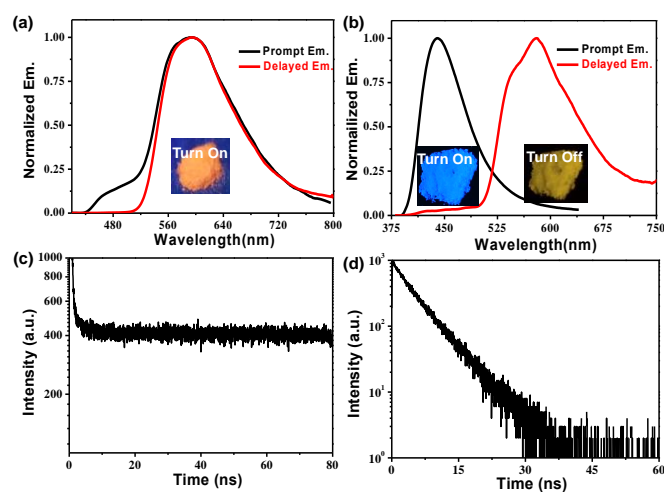 (a)
Prompt Em.
Delayed Em.
Turn On
Normalized Em.
1.00
0.75
0.50
0.25
0.00
480
560
640
720
800
Wavelength(nm)
(b)
Prompt Em.
Delayed Em.
Turn On
Turn Off
Normalized Em.
1.00
0.75
0.50
0.25
0.00
375
450
525
600
675
750
Wavelength(nm)
(c)
Intensity (a.u.)
1000
800
600
400
200
0
20
40
60
80
Time (ns)
(d)
Intensity (a.u.)
10³
10²
10¹
10⁰
0
15
30
45
60
Time (ns)